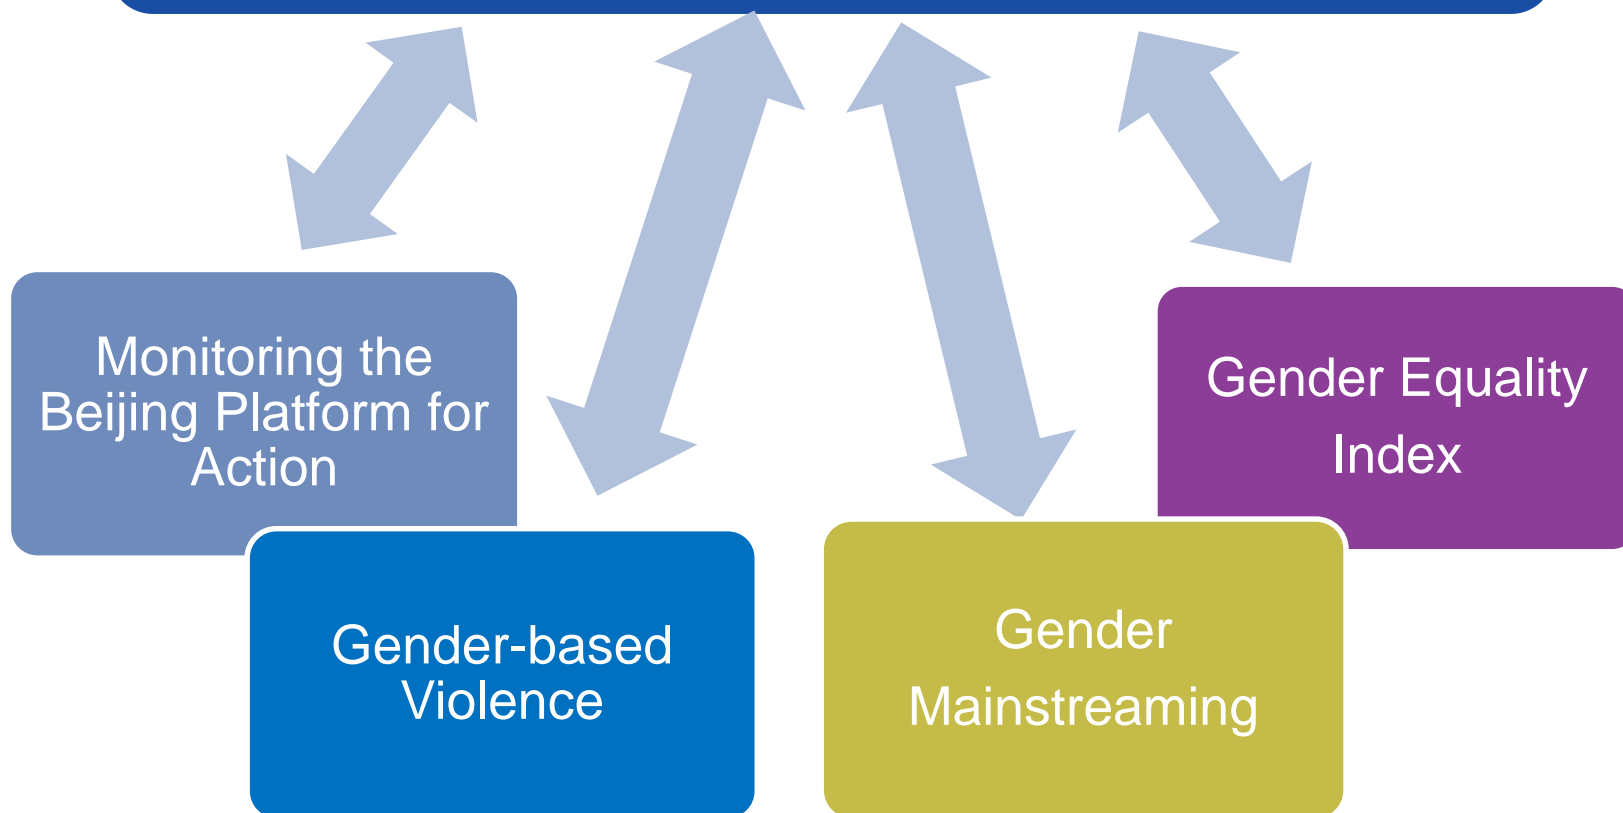 Monitoring the
Beijing Platform for
Action
Gender Equality
Index
Gender-based
Violence
Gender
Mainstreaming